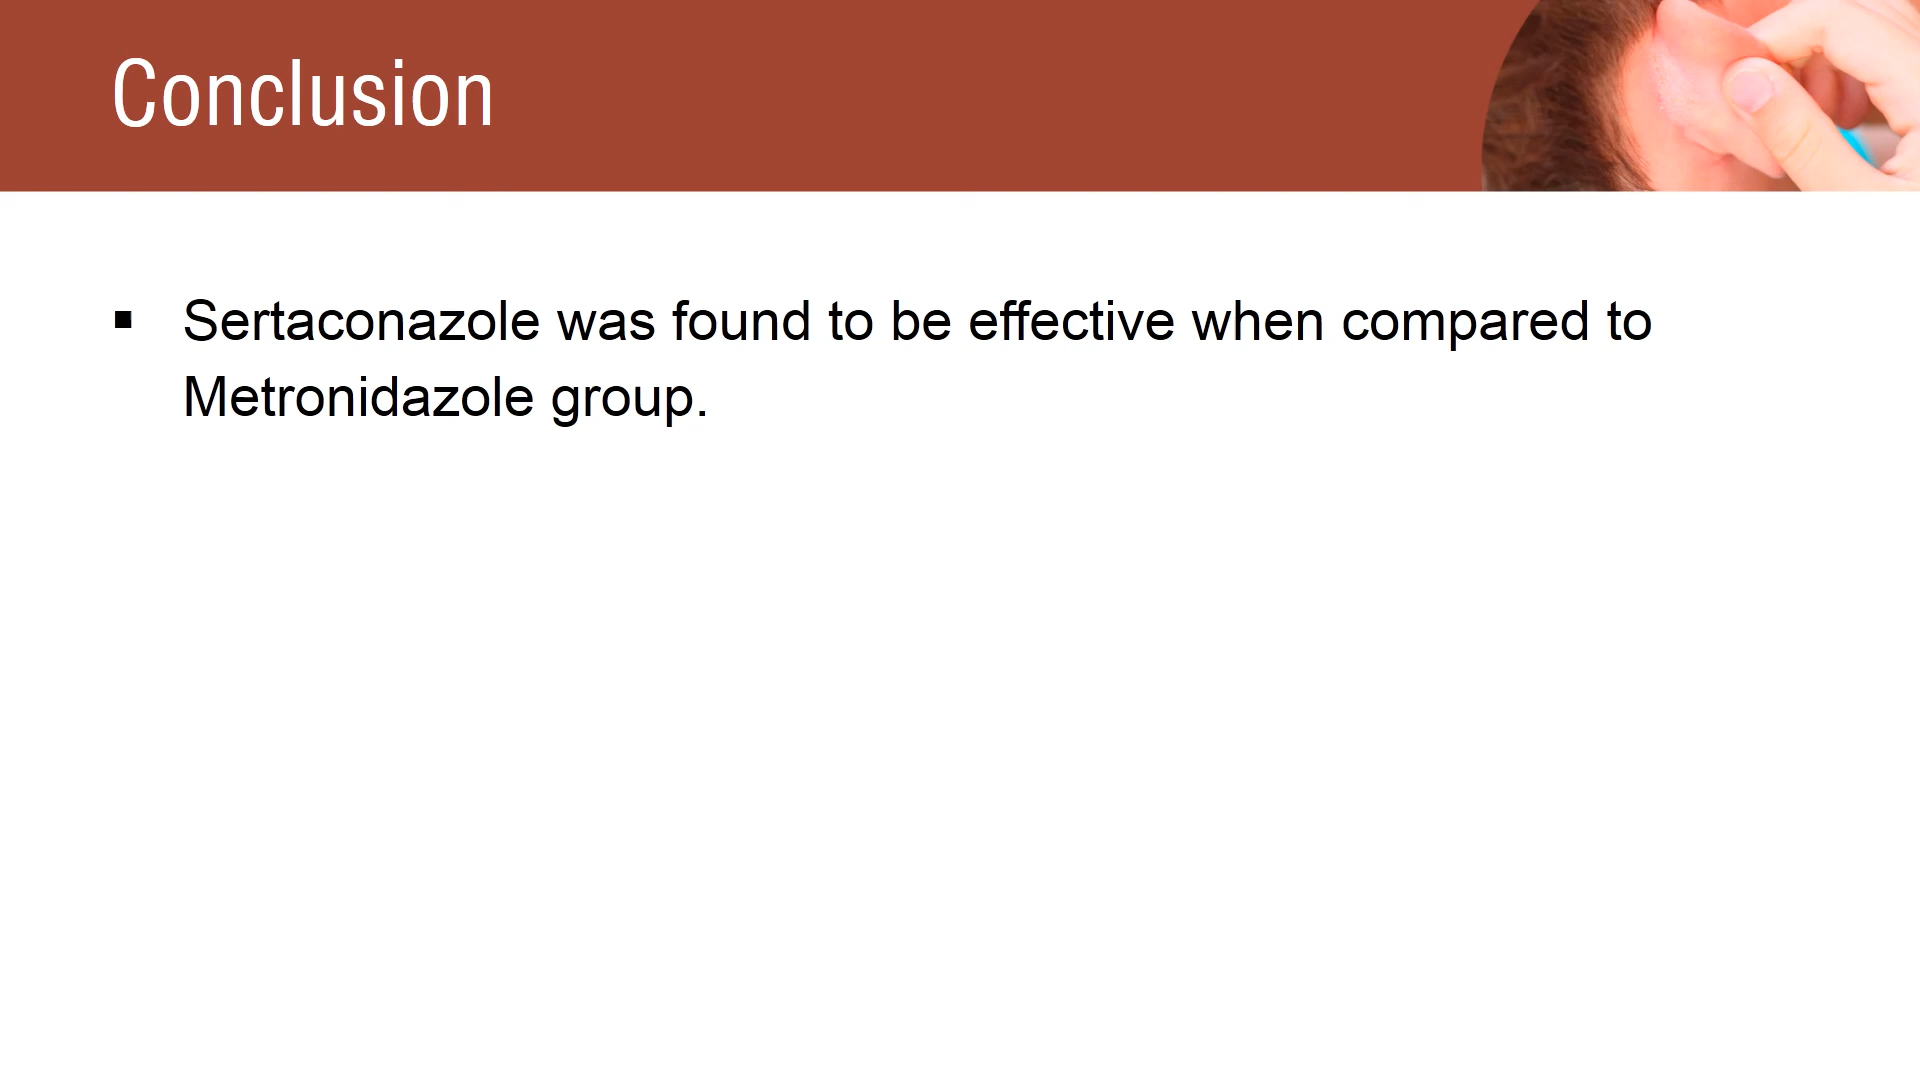 Conclusion
▪ Sertaconazole was found to be effective when compared to
Metronidazole group.